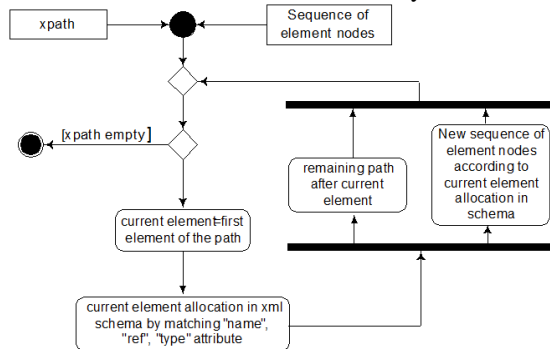 xpath
Sequence of
element nodes
[xpath empty]
remaining path
after current
element
New sequence of
element nodes
according to
current element
allocation in
schema
current element=first
element of the path
current element allocation in xml
schema by matching "name",
"ref", "type" attribute